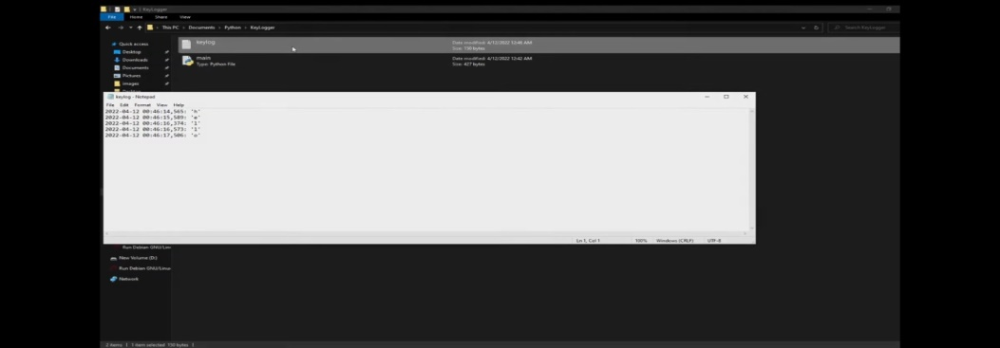 KeyLogger
File Home Share View
This PC > Documents > Python > KeyLogger
Search KeyLogger
Quick access
Desktop
Downloads
Documents
Pictures
images
keylog
Date modified: 4/12/2022 12:46 AM
Size: 150 bytes
main
Type: Python File
Date modified: 4/12/2022 12:42 AM
Size: 427 bytes
keylog - Notepad
File Edit Format View Help
2022-04-12 00:46:14,565: 'h'
2022-04-12 00:46:15,589: 'e'
2022-04-12 00:46:16,374: 'l'
2022-04-12 00:46:16,573: 'l'
2022-04-12 00:46:17,506: 'o'
Ln 1, Col 1 100% Windows (CRLF) UTF-8
Run Debian GNU/Lin
New Volume (D:)
Run Debian GNU/Linux
Network
2 items 1 item selected 150 bytes